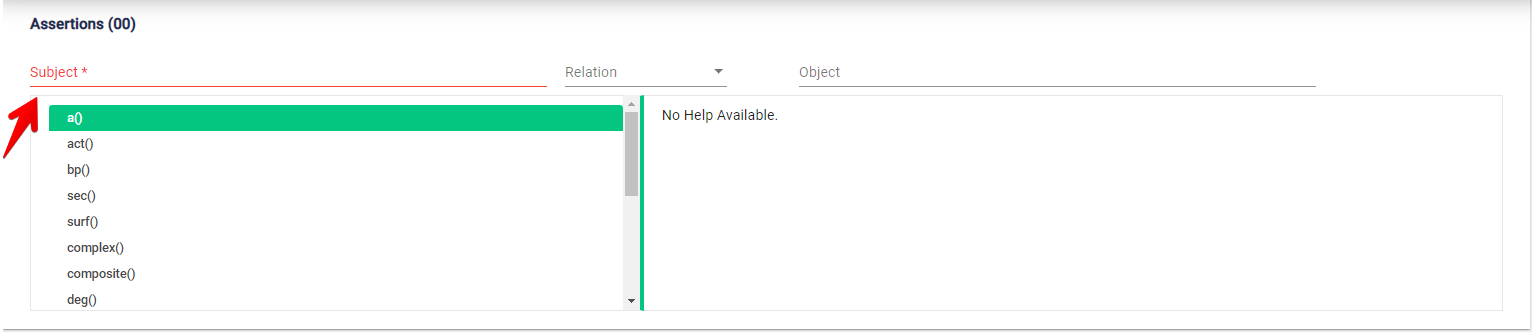 Assertions (00)
Subject * Relation Object
a() No Help Available.
act()
bp()
sec()
surf()
complex()
composite()
deg()